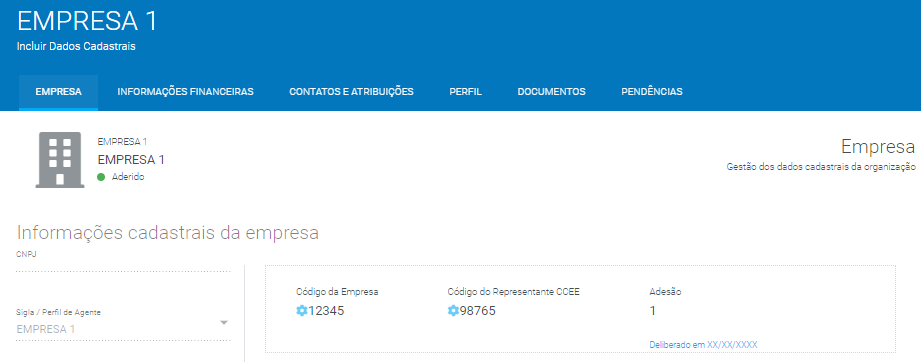 EMPRESA 1
Incluir Dados Cadastrais
EMPRESA INFORMAÇÕES FINANCEIRAS CONTATOS E ATRIBUIÇÕES PERFIL DOCUMENTOS PENDÊNCIAS
EMPRESA 1
EMPRESA 1
Aderido
Empresa
Gestão dos dados cadastrais da organização
Informações cadastrais da empresa
CNPJ
Sigla / Perfil de Agente
EMPRESA 1
Código da Empresa
12345
Código do Representante CCEE
98765
Adesão
1
Deliberado em XX/XX/XXXX